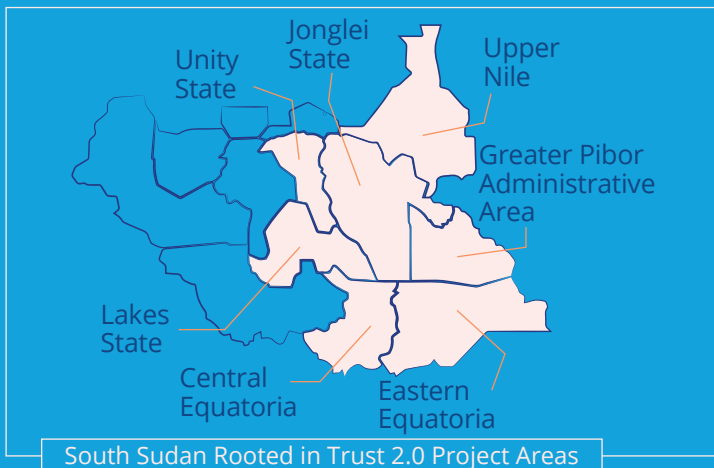 Jonglei
State
Unity
State
Upper
Nile
Greater Pibor
Administrative
Area
Lakes
State
Central
Equatoria
Eastern
Equatoria
South Sudan Rooted in Trust 2.0 Project Areas